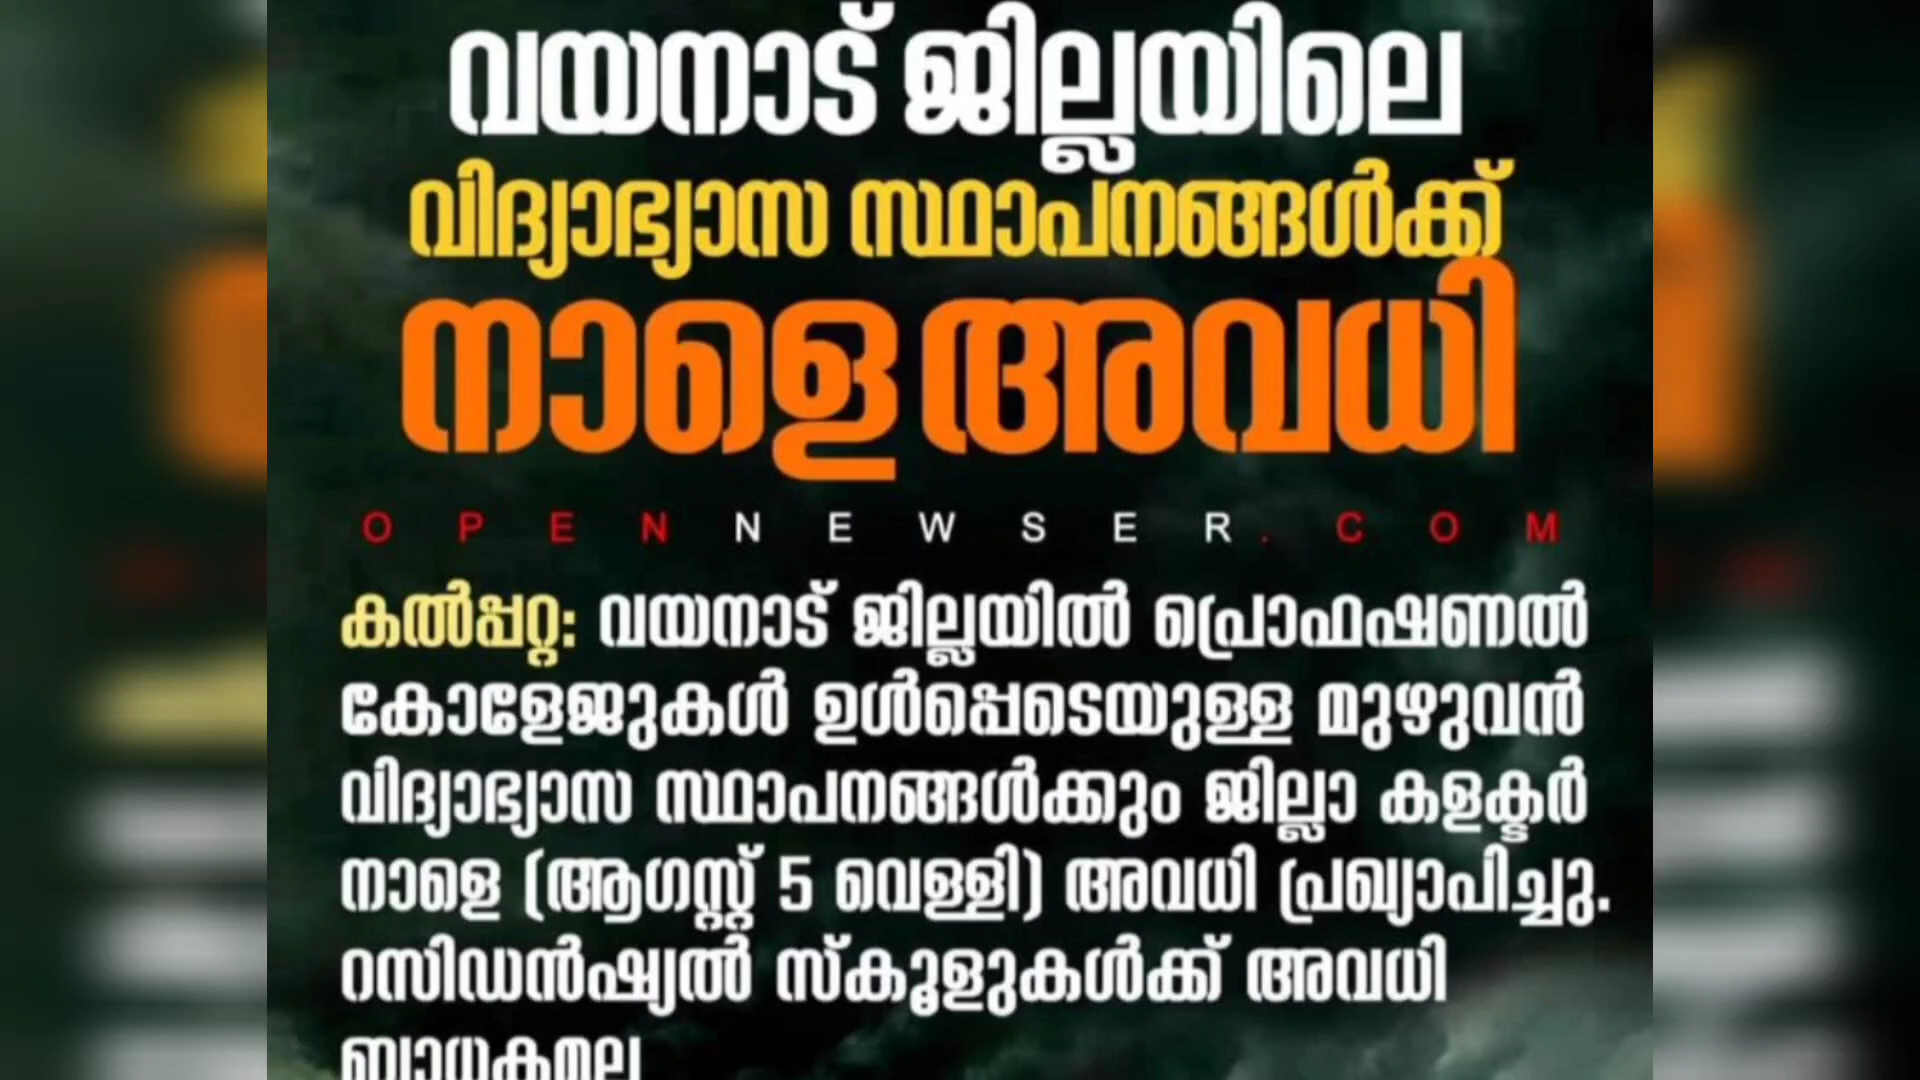 വയനാട് ജില്ലയിലെ
വിദ്യാഭ്യാസ സ്ഥാപനങ്ങൾക്ക്
നാളെ അവധി
OPENNEWSER.COM
കൽപ്പറ്റ: വയനാട് ജില്ലയിൽ പ്രൊഫഷണൽ
കോളേജുകൾ ഉൾപ്പെടെയുള്ള മുഴുവൻ
വിദ്യാഭ്യാസ സ്ഥാപനങ്ങൾക്കും ജില്ലാ കളക്ടർ
നാളെ (ആഗസ്റ്റ് 5 വെള്ളി) അവധി പ്രഖ്യാപിച്ചു.
റസിഡൻഷ്യൽ സ്കൂളുകൾക്ക് അവധി
ബാധകമല്ല